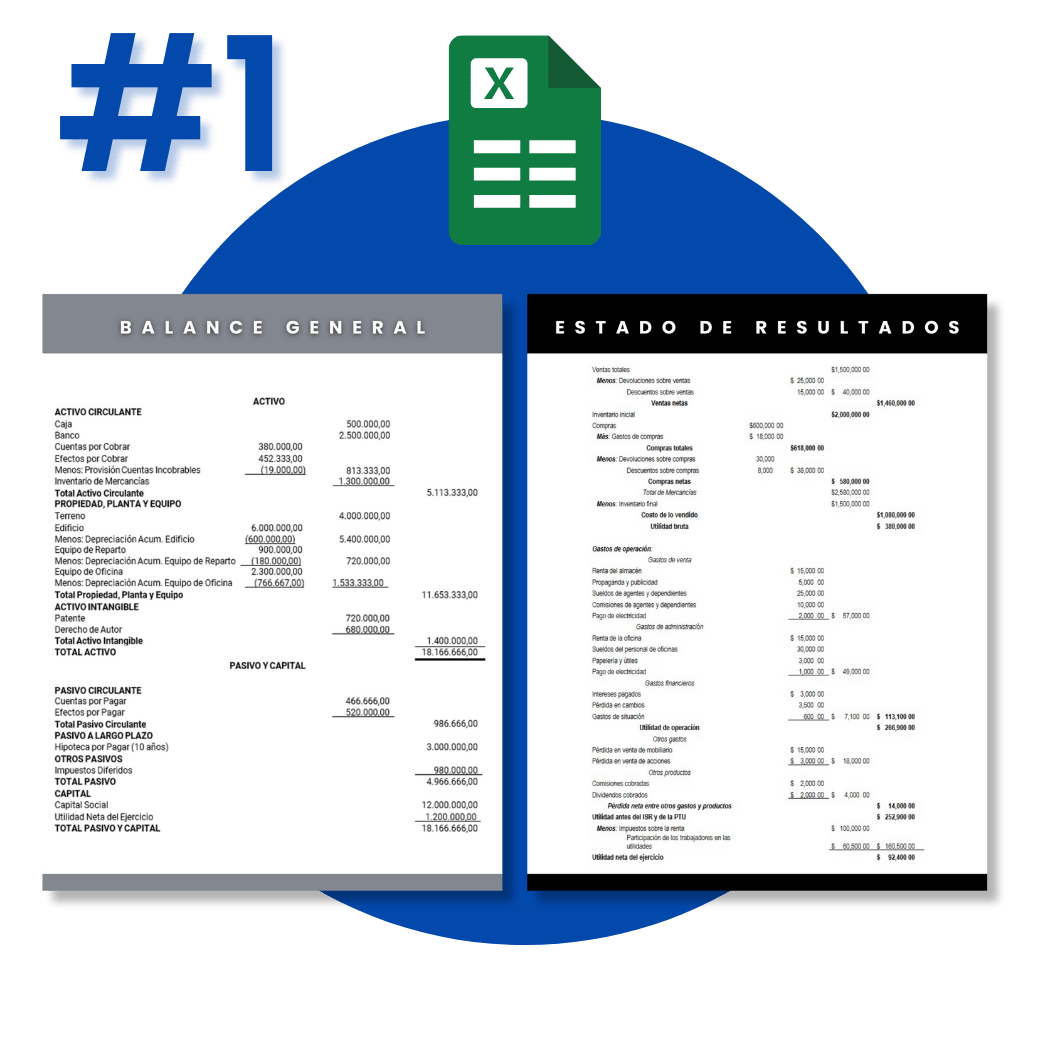 #1
X
BALANCE GENERAL
ACTIVO
ACTIVO CIRCULANTE
Caja 500.000,00
Banco 2.500.000,00
Cuentas por Cobrar 380.000,00
Efectos por Cobrar 452.333,00
Menos: Provisión Cuentas Incobrables (19.000,00) 813.333,00
Inventario de Mercancías 1.300.000,00
Total Activo Circulante 5.113.333,00
PROPIEDAD, PLANTA Y EQUIPO
Terreno 4.000.000,00
Edificio 6.000.000,00
Menos: Depreciación Acum. Edificio (600.000,00) 5.400.000,00
Equipo de Reparto 900.000,00
Menos: Depreciación Acum. Equipo de Reparto (180.000,00) 720.000,00
Equipo de Oficina 2.300.000,00
Menos: Depreciación Acum. Equipo de Oficina (766.667,00) 1.533.333,00
Total Propiedad, Planta y Equipo 11.653.333,00
ACTIVO INTANGIBLE
Patente 720.000,00
Derecho de Autor 680.000,00
Total Activo Intangible 1.400.000,00
TOTAL ACTIVO 18.166.666,00
PASIVO Y CAPITAL
PASIVO CIRCULANTE
Cuentas por Pagar 466.666,00
Efectos por Pagar 520.000,00
Total Pasivo Circulante 986.666,00
PASIVO A LARGO PLAZO
Hipoteca por Pagar (10 años) 3.000.000,00
OTROS PASIVOS
Impuestos Diferidos 980.000,00
TOTAL PASIVO 4.966.666,00
CAPITAL
Capital Social 12.000.000,00
Utilidad Neta del Ejercicio 1.200.000,00
TOTAL PASIVO Y CAPITAL 18.166.666,00
ESTADO DE RESULTADOS
Ventas totales $1,500,000 00
Menos: Devoluciones sobre ventas $ 25,000 00
Descuentos sobre ventas 15,000 00 $ 40,000 00
Ventas netas $1,460,000 00
Inventario inicial $2,000,000 00
Compras $600,000 00
Más: Gastos de compras $ 18,000 00
Compras totales $618,000 00
Menos: Devoluciones sobre compras 30,000
Descuentos sobre compras 8,000 $ 38,000 00
Compras netas $ 580,000 00
Total de Mercancías $2,580,000 00
Menos: Inventario final $1,500,000 00
Costo de lo vendido $1,080,000 00
Utilidad bruta $ 380,000 00
Gastos de operación:
Gastos de venta
Renta del almacén $ 15,000 00
Propaganda y publicidad 5,000 00
Sueldos de agentes y dependientes 25,000 00
Comisiones de agentes y dependientes 10,000 00
Pago de electricidad 2,000 00 $ 57,000 00
Gastos de administración
Renta de la oficina $ 15,000 00
Sueldos del personal de oficinas 30,000 00
Papelería y útiles 3,000 00
Pago de electricidad 1,000 00 $ 49,000 00
Gastos financieros
Intereses pagados $ 3,000 00
Pérdida en cambios 3,500 00
Gastos de situación 600 00 $ 7,100 00 $ 113,100 00
Utilidad de operación $ 266,900 00
Otros gastos
Pérdida en venta de mobiliario $ 15,000 00
Pérdida en venta de acciones $ 3,000 00 $ 18,000 00
Otros productos
Comisiones cobradas $ 2,000 00
Dividendos cobrados $ 2,000 00 $ 4,000 00
Pérdida neta entre otros gastos y productos $ 14,000 00
Utilidad antes del ISR y de la PTU $ 252,900 00
Menos: Impuestos sobre la renta $ 100,000 00
Participación de los trabajadores en las
utilidades $ 60,500 00 $ 160,500 00
Utilidad neta del ejercicio $ 92,400 00